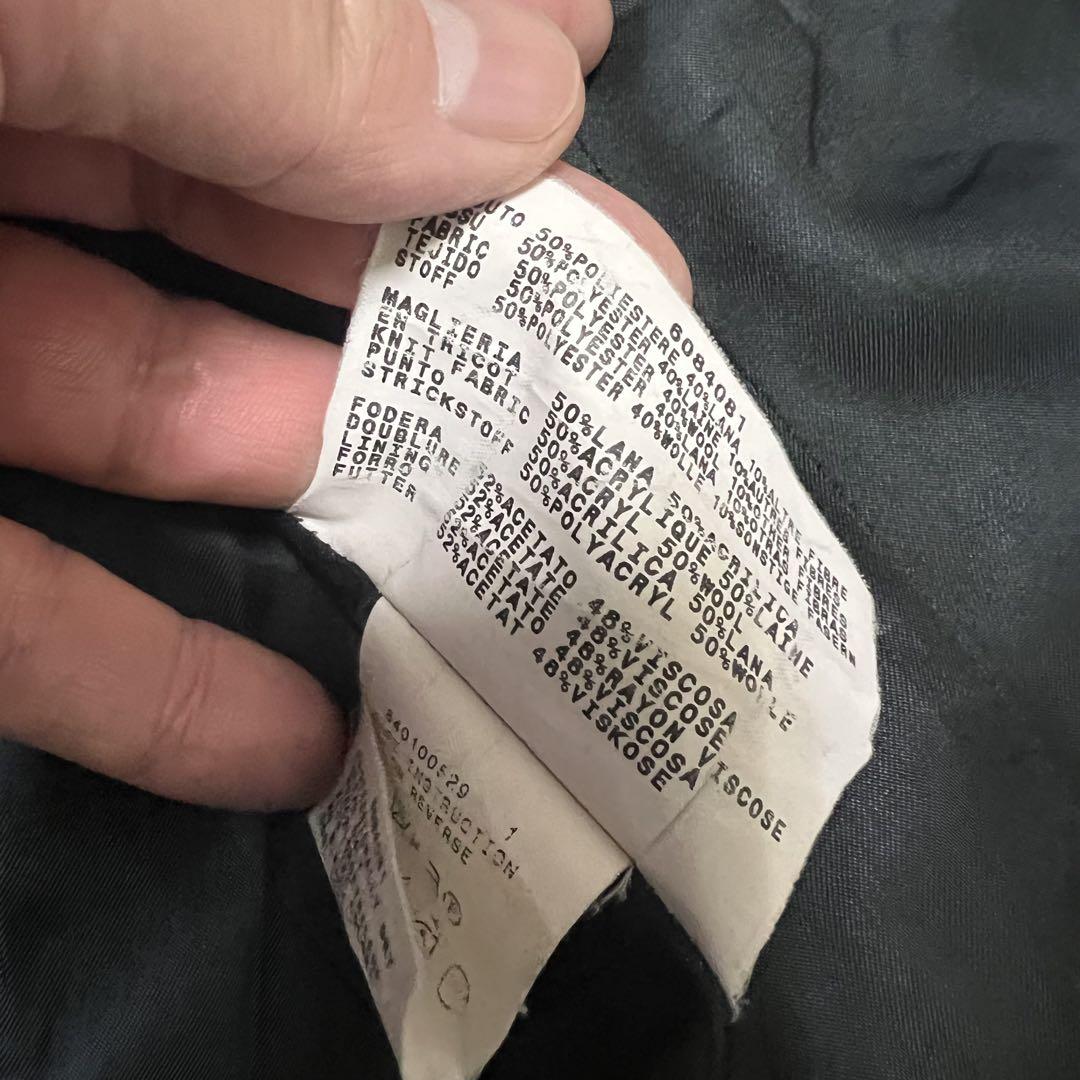 6084081
50%POLIESTERE 40%LANA 10%ALTRE FIBRE
50%POLYESTER 40%LAINE 10%AUTRES FIBRES
FABRIC 50%POLYESTER 40%WOOL 10%OTHER FIBRES
TEJIDO 50%POLYESTER 40%LANA 10%OTRAS FIBRAS
STOFF 50%POLYESTER 40%WOLLE 10%SONSTIGE FASERN
MAGLIERIA 50%LANA 50%ACRILICA
EN TRICOT 50%ACRYLIQUE 50%LAINE
KNIT FABRIC 50%ACRYL 50%WOOL
PUNTO 50%ACRILICA 50%LANA
STRICKSTOFF 50%POLYACRYL 50%WOLLE
FODERA 52%ACETATO 48%VISCOSA
DOUBLURE 52%ACETATE 48%VISCOSE
LINING 52%ACETATE 48%RAYON VISCOSE
FORRO 52%ACETATO 48%VISCOSA
FUTTER 52%ACETAT 48%VISKOSE
840100529 1
INSTRUCTION
REVERSE